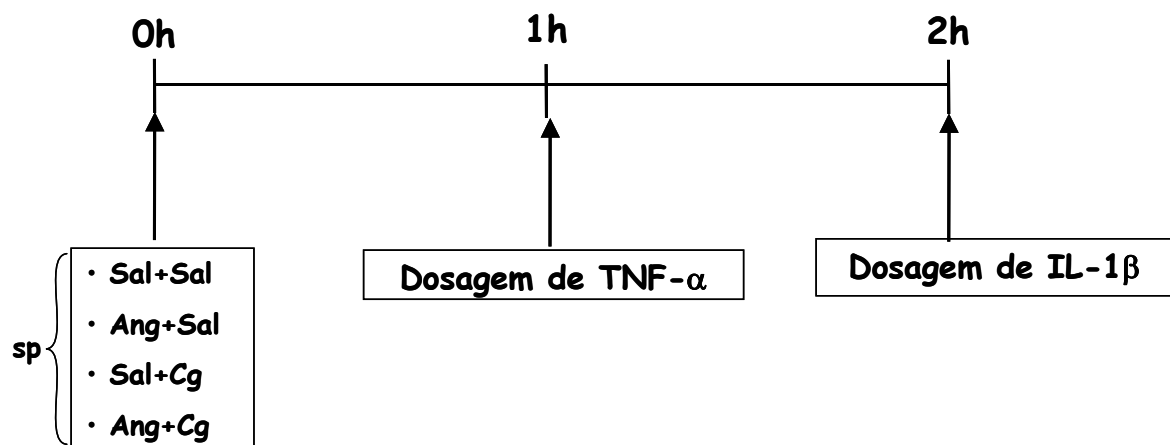 0h
1h
2h
sp
• Sal+Sal
• Ang+Sal
• Sal+Cg
• Ang+Cg
Dosagem de TNF-α
Dosagem de IL-1β